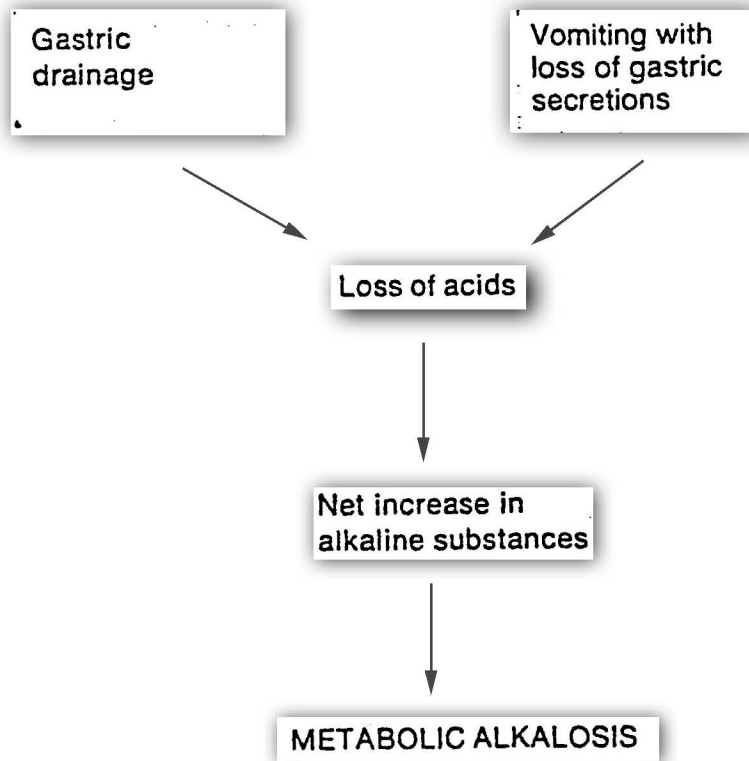 Gastric
drainage
Vomiting with
loss of gastric
secretions
Loss of acids
Net increase in
alkaline substances
METABOLIC ALKALOSIS